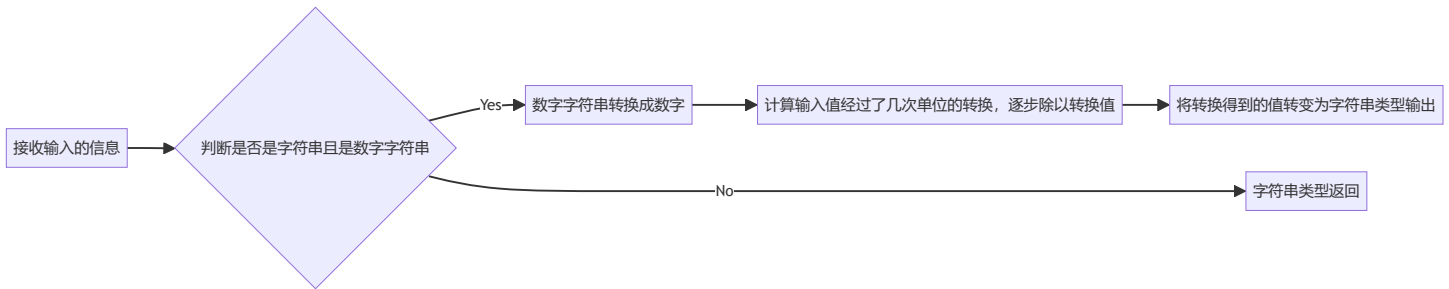 接收输入的信息
判断是否是字符串且是数字字符串
Yes
数字字符串转换成数字
计算输入值经过了几次单位的转换，逐步除以转换值
将转换得到的值转变为字符串类型输出
No
字符串类型返回